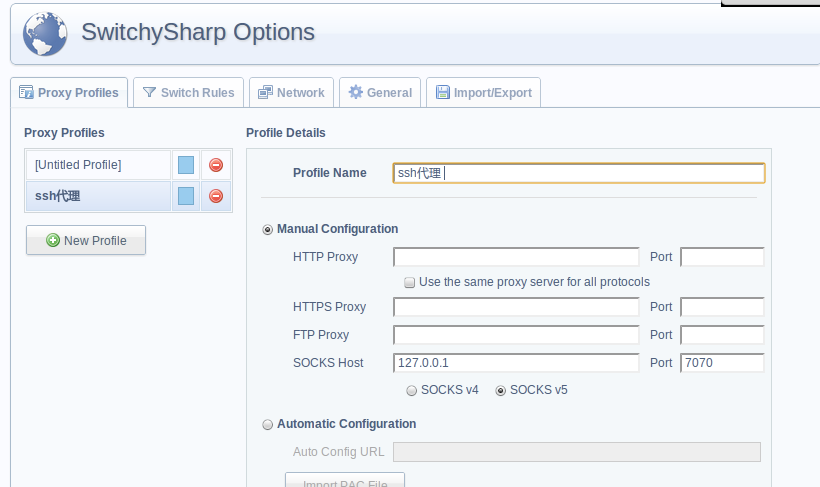 SwitchySharp Options
Proxy Profiles Switch Rules Network General Import/Export
Proxy Profiles
[Untitled Profile]
ssh代理
New Profile
Profile Details
Profile Name ssh代理
Manual Configuration
HTTP Proxy Port
Use the same proxy server for all protocols
HTTPS Proxy Port
FTP Proxy Port
SOCKS Host 127.0.0.1 Port 7070
SOCKS v4 SOCKS v5
Automatic Configuration
Auto Config URL
Import PAC File